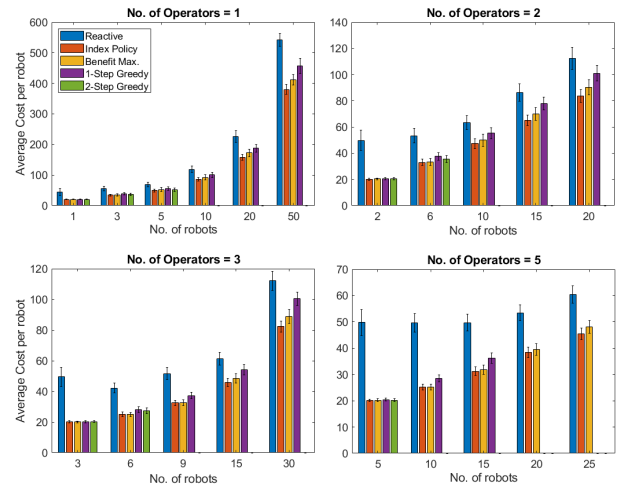 No. of Operators = 1
Average Cost per robot
600
500
400
300
200
100
0
Reactive
Index Policy
Benefit Max.
1-Step Greedy
2-Step Greedy
1 3 5 10 20 50
No. of robots
No. of Operators = 2
140
120
100
80
60
40
20
0
2 6 10 15 20
No. of robots
No. of Operators = 3
Average Cost per robot
120
100
80
60
40
20
0
3 6 9 15 30
No. of robots
No. of Operators = 5
70
60
50
40
30
20
10
0
5 10 15 20 25
No. of robots